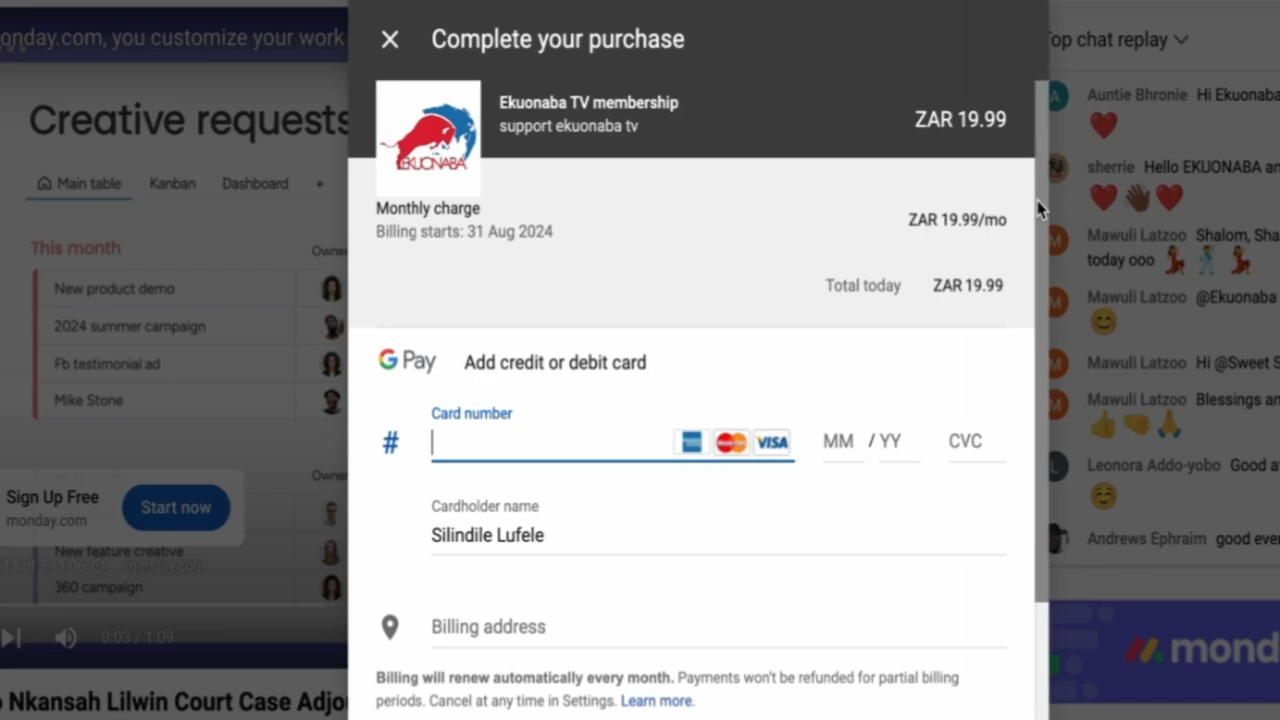 onday.com, you customize your work
Creative requests
Main table Kanban Dashboard +
This month Owner
New product demo
2024 summer campaign
Fb testimonial ad
Mike Stone
Owner
Sign Up Free
monday.com
Start now
New feature creative
monday.com
360 campaign
0:03 / 1:09
Nkansah Lilwin Court Case Adjo
Complete your purchase
EKUONABA
Ekuonaba TV membership
support ekuonaba tv
ZAR 19.99
Monthly charge
Billing starts: 31 Aug 2024
ZAR 19.99/mo
Total today ZAR 19.99
G Pay Add credit or debit card
Card number
# VISA MM / YY CVC
Cardholder name
Silindile Lufele
Billing address
Billing will renew automatically every month. Payments won't be refunded for partial billing
periods. Cancel at any time in Settings. Learn more.
Top chat replay
A Auntie Bhronie Hi Ekuonaba
sherrie Hello EKUONABA an
M Mawuli Latzoo Shalom, Sha
today ooo
M Mawuli Latzoo @Ekuonaba
M Mawuli Latzoo Hi @Sweet S
M Mawuli Latzoo Blessings an
L Leonora Addo-yobo Good a
Andrews Ephraim good eve
mond